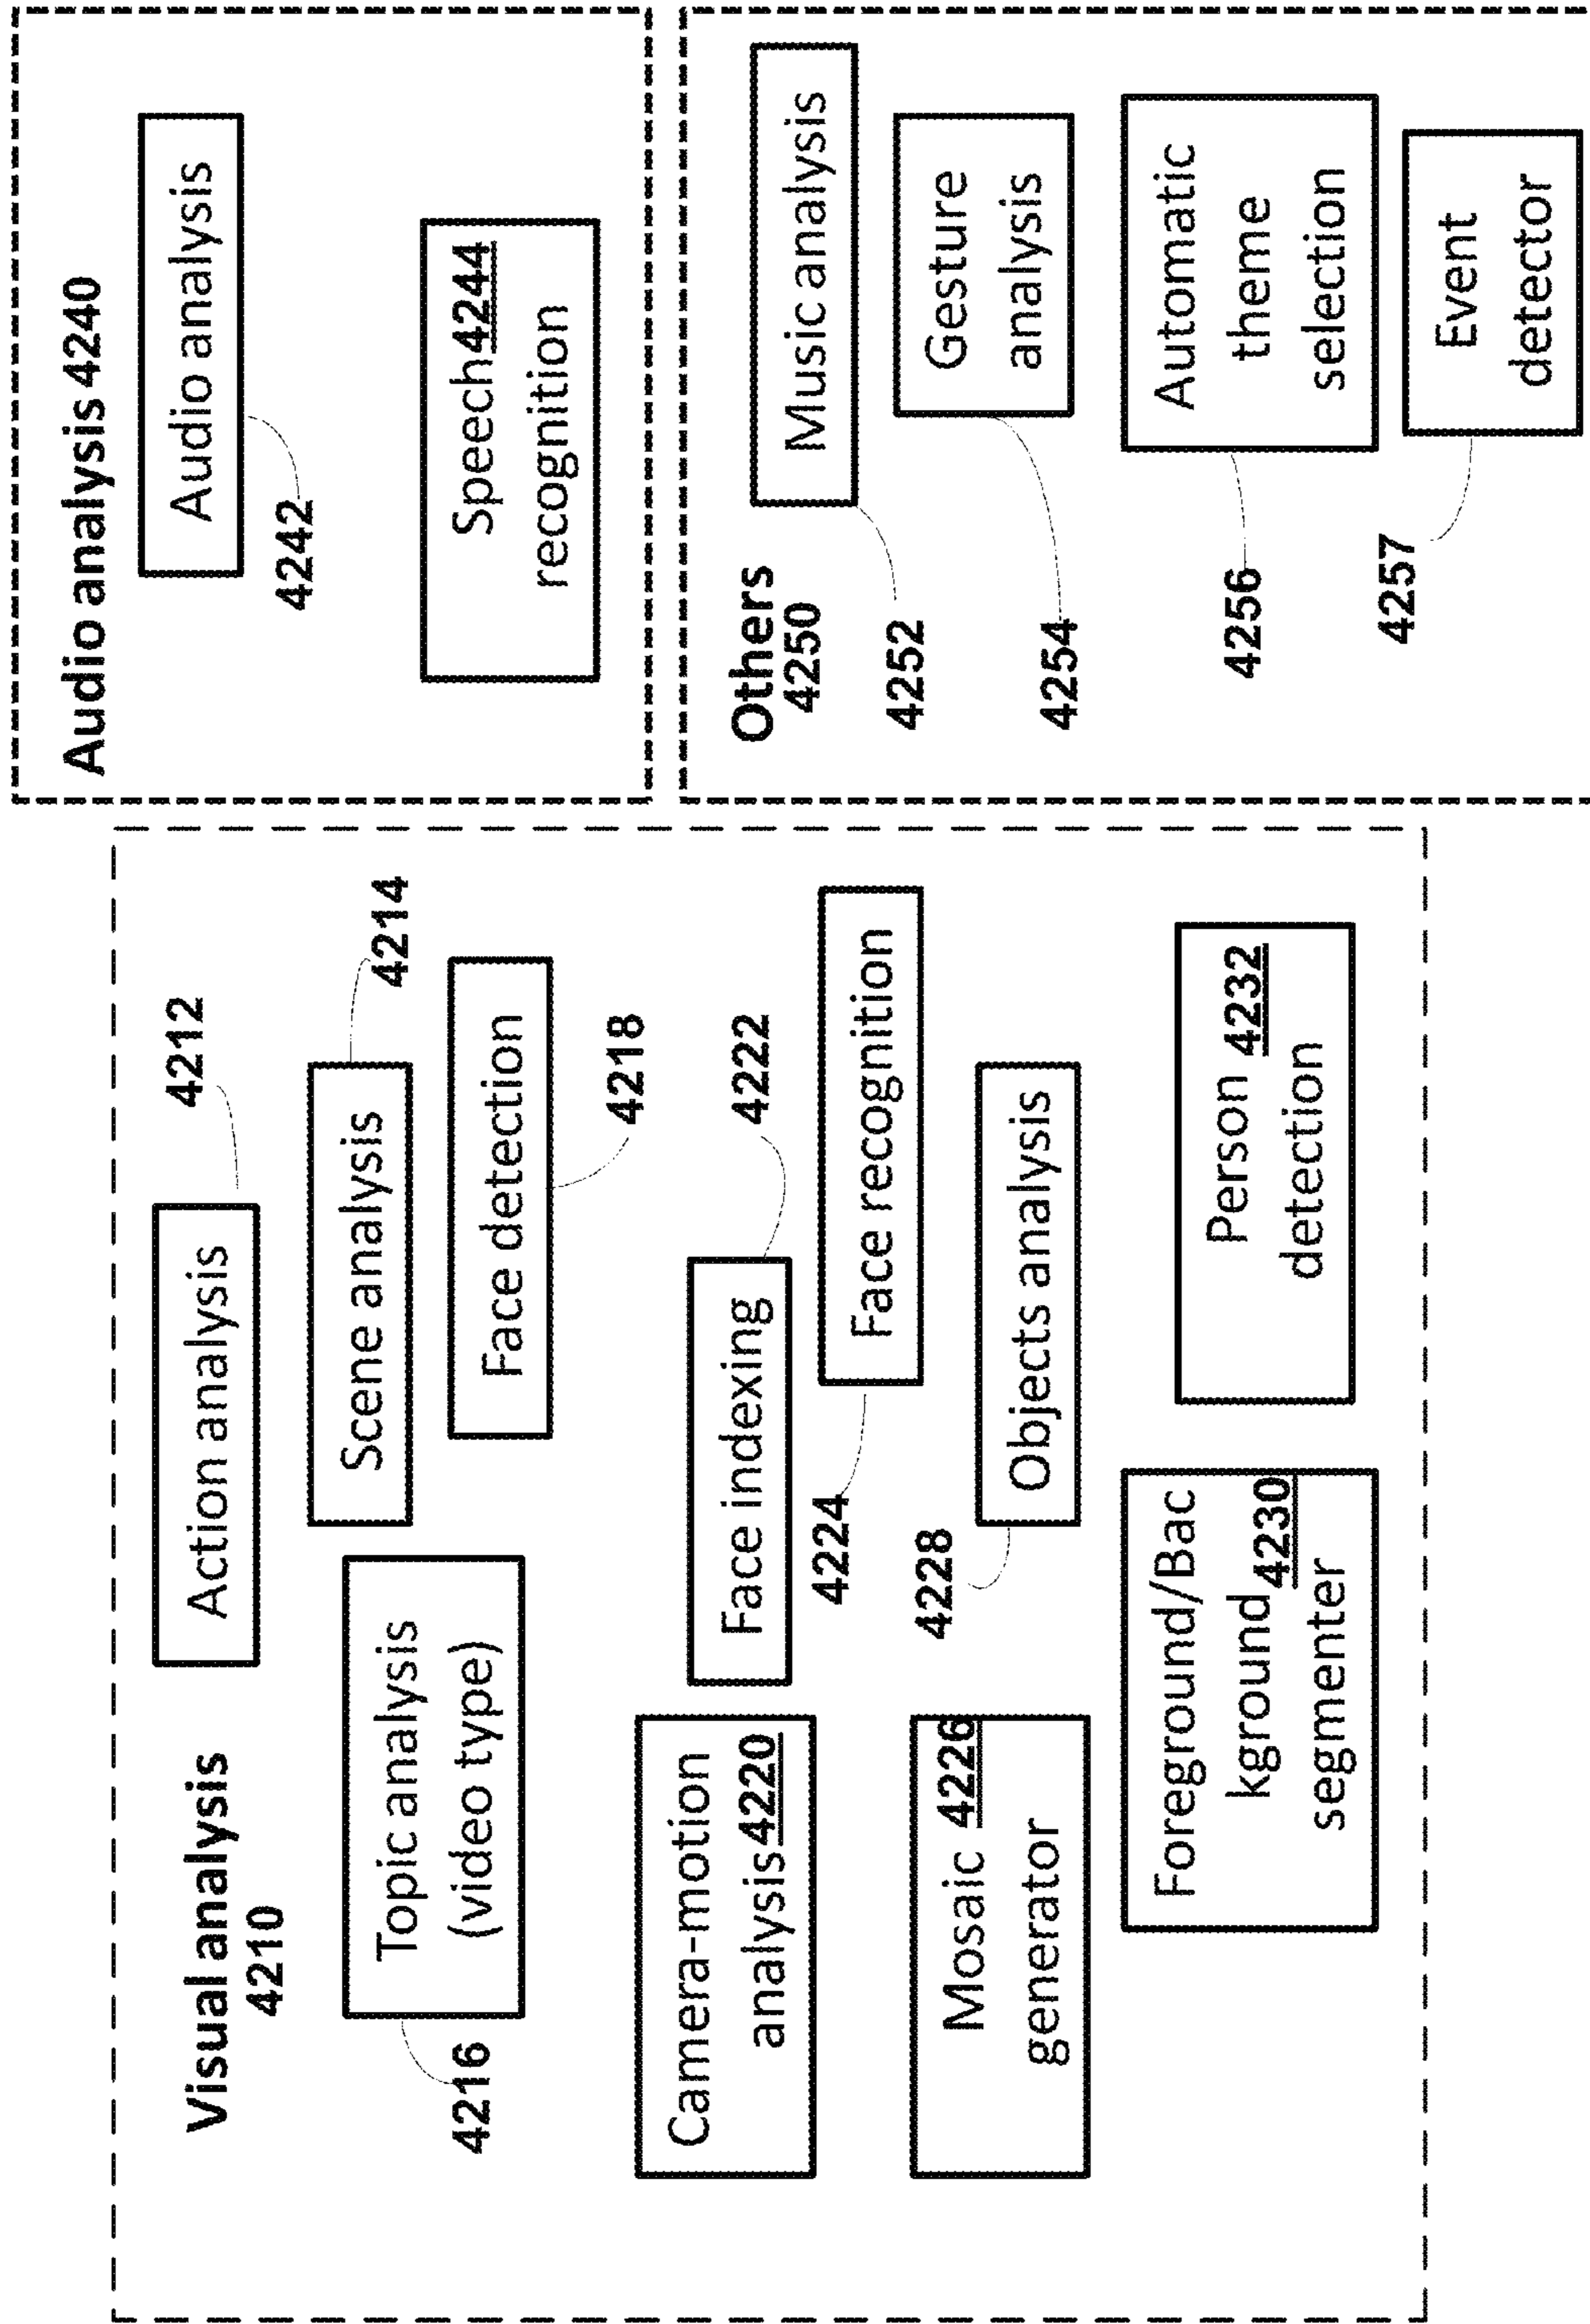 Visual analysis
4210
Action analysis
4212
Scene analysis
4214
Topic analysis
(video type)
4216
Face detection
4218
Camera-motion
analysis4220
Face indexing
4222
Face recognition
4224
Mosaic 4226
generator
Objects analysis
4228
Foreground/Bac
kground4230
segmenter
Person 4232
detection
Audio analysis 4240
Audio analysis
4242
Speech4244
recognition
Others
4250
Music analysis
4252
Gesture
analysis
4254
Automatic
theme
selection
4256
Event
detector
4257